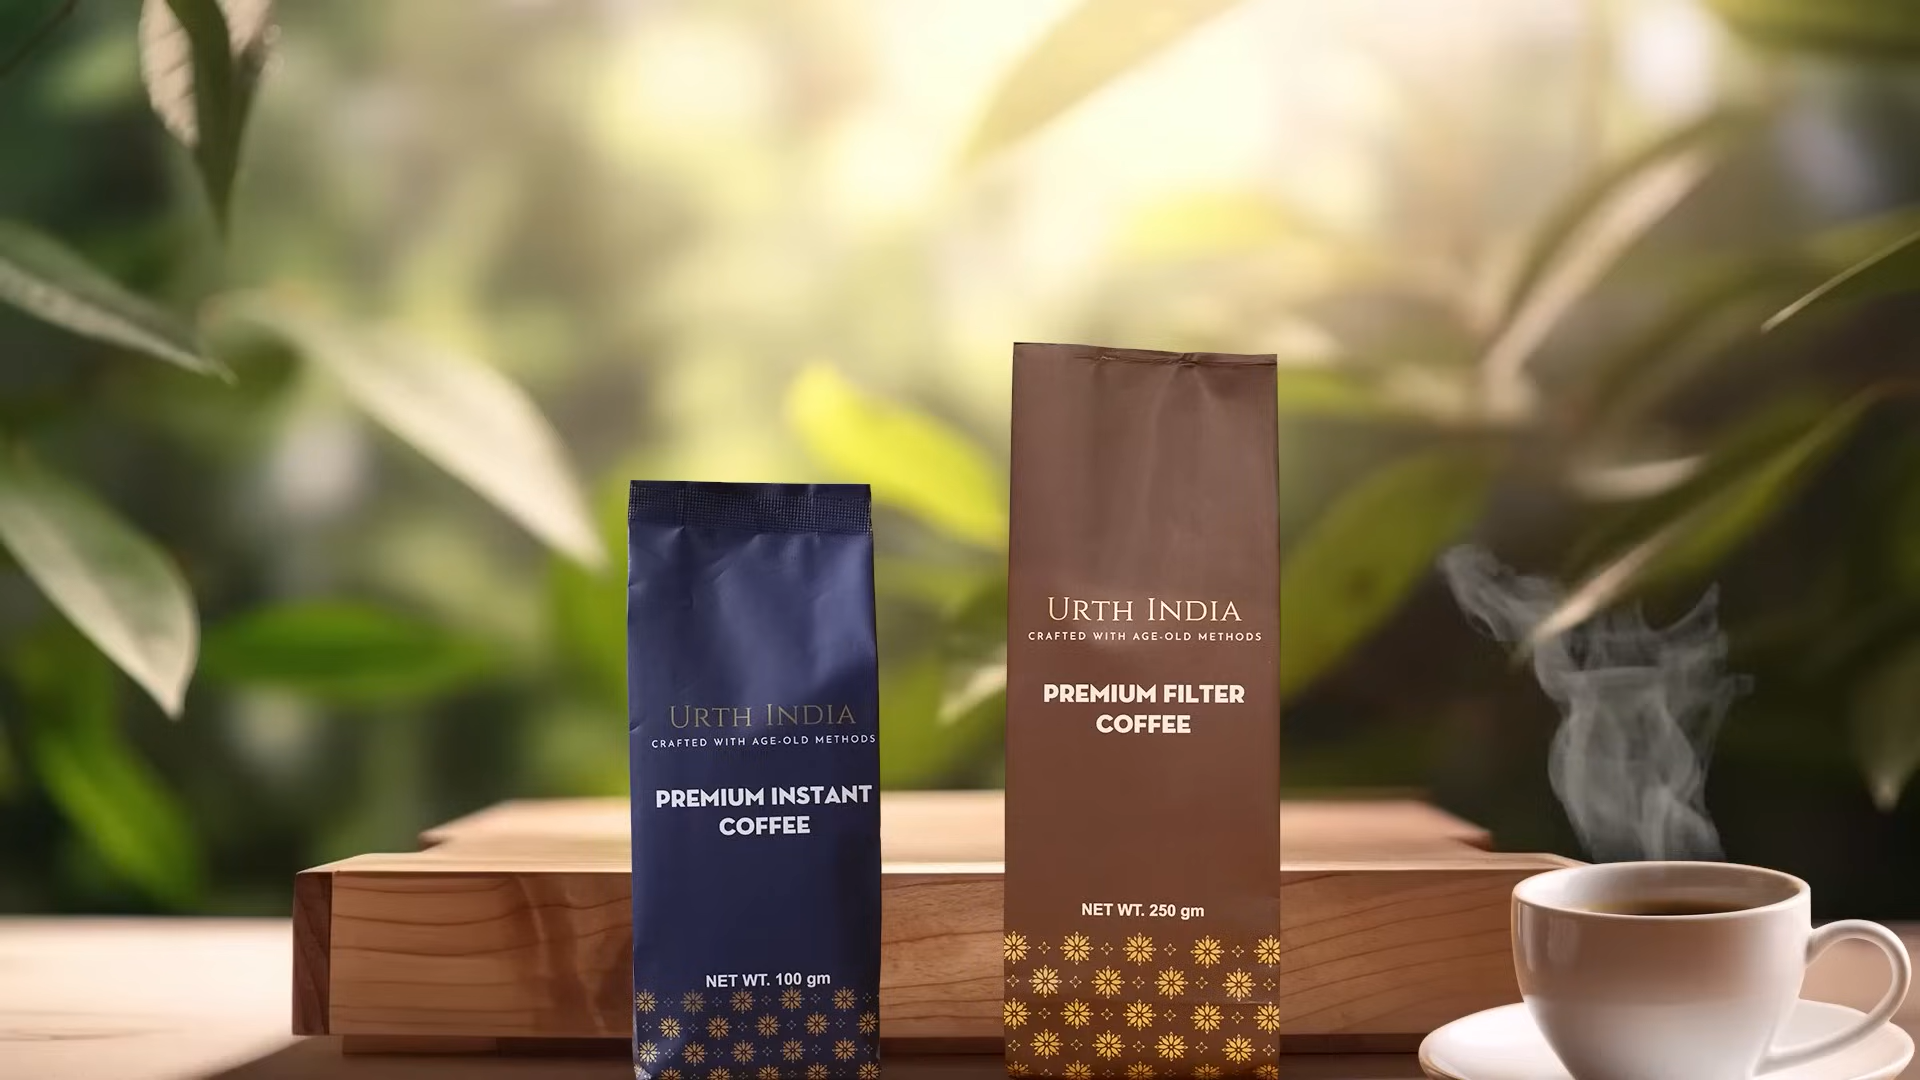 URTH INDIA
CRAFTED WITH AGE-OLD METHODS
PREMIUM INSTANT
COFFEE
NET WT. 100 gm
URTH INDIA
CRAFTED WITH AGE-OLD METHODS
PREMIUM FILTER
COFFEE
NET WT. 250 gm